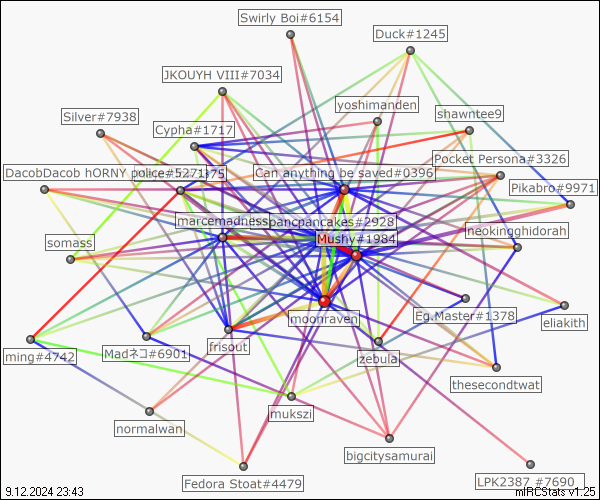 Swirly Boi#6154
Duck#1245
JKOUYH VIII#7034
yoshimanden
shawntee9
Silver#7938
Cypha#1717
Pocket Persona#3326
DacobDacob hORNY police#5271
75
Can anything be saved#0396
Pikabro#9971
marcemadness
pancpancakes#2928
neokingghidorah
somass
Mushy#1984
moonraven
Eg.Master#1378
eliakith
ming#4742
Madネコ#6901
frisout
zebula
thesecondtwat
normalwan
mukszi
bigcitysamurai
Fedora Stoat#4479
LPK2387 #7690
9.12.2024 23:43
mIRCStats v1.25